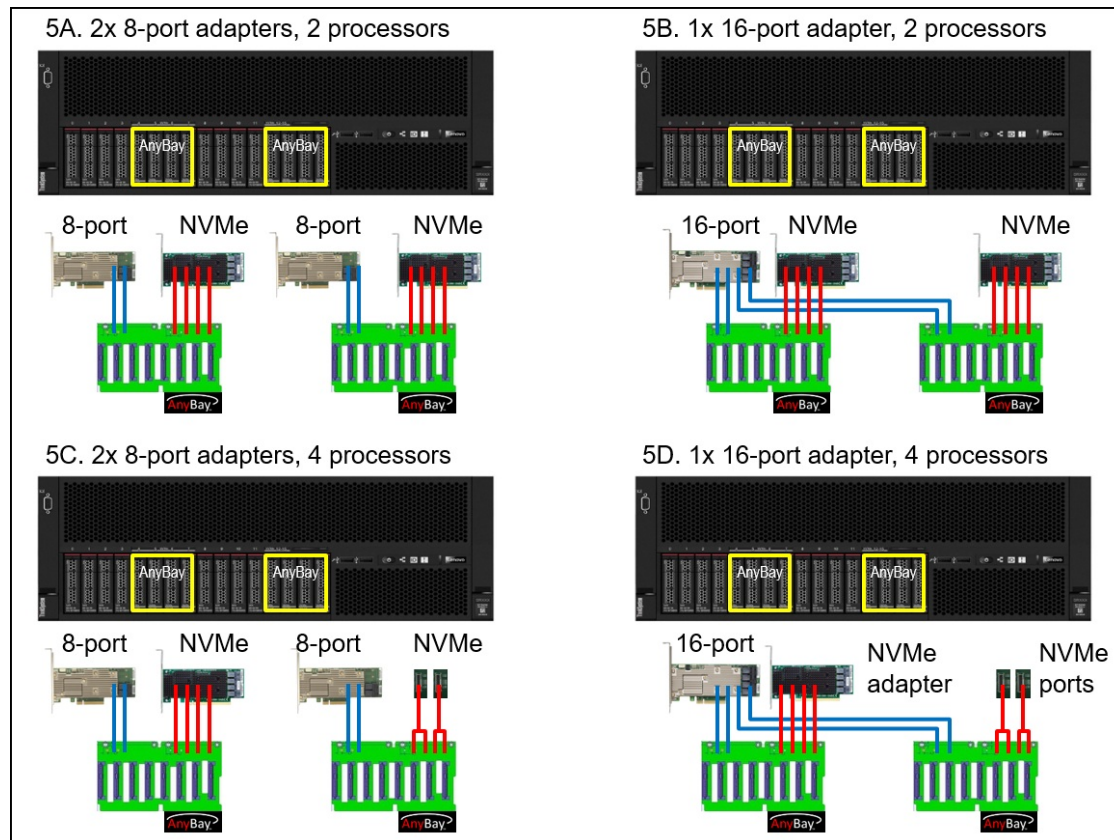 5A. 2x 8-port adapters, 2 processors
5B. 1x 16-port adapter, 2 processors
AnyBay AnyBay
AnyBay AnyBay
8-port NVMe 8-port NVMe
16-port NVMe NVMe
AnyBay AnyBay
AnyBay AnyBay
5C. 2x 8-port adapters, 4 processors
5D. 1x 16-port adapter, 4 processors
AnyBay AnyBay
AnyBay AnyBay
8-port NVMe 8-port NVMe
16-port NVMe adapter NVMe ports
AnyBay AnyBay
AnyBay AnyBay